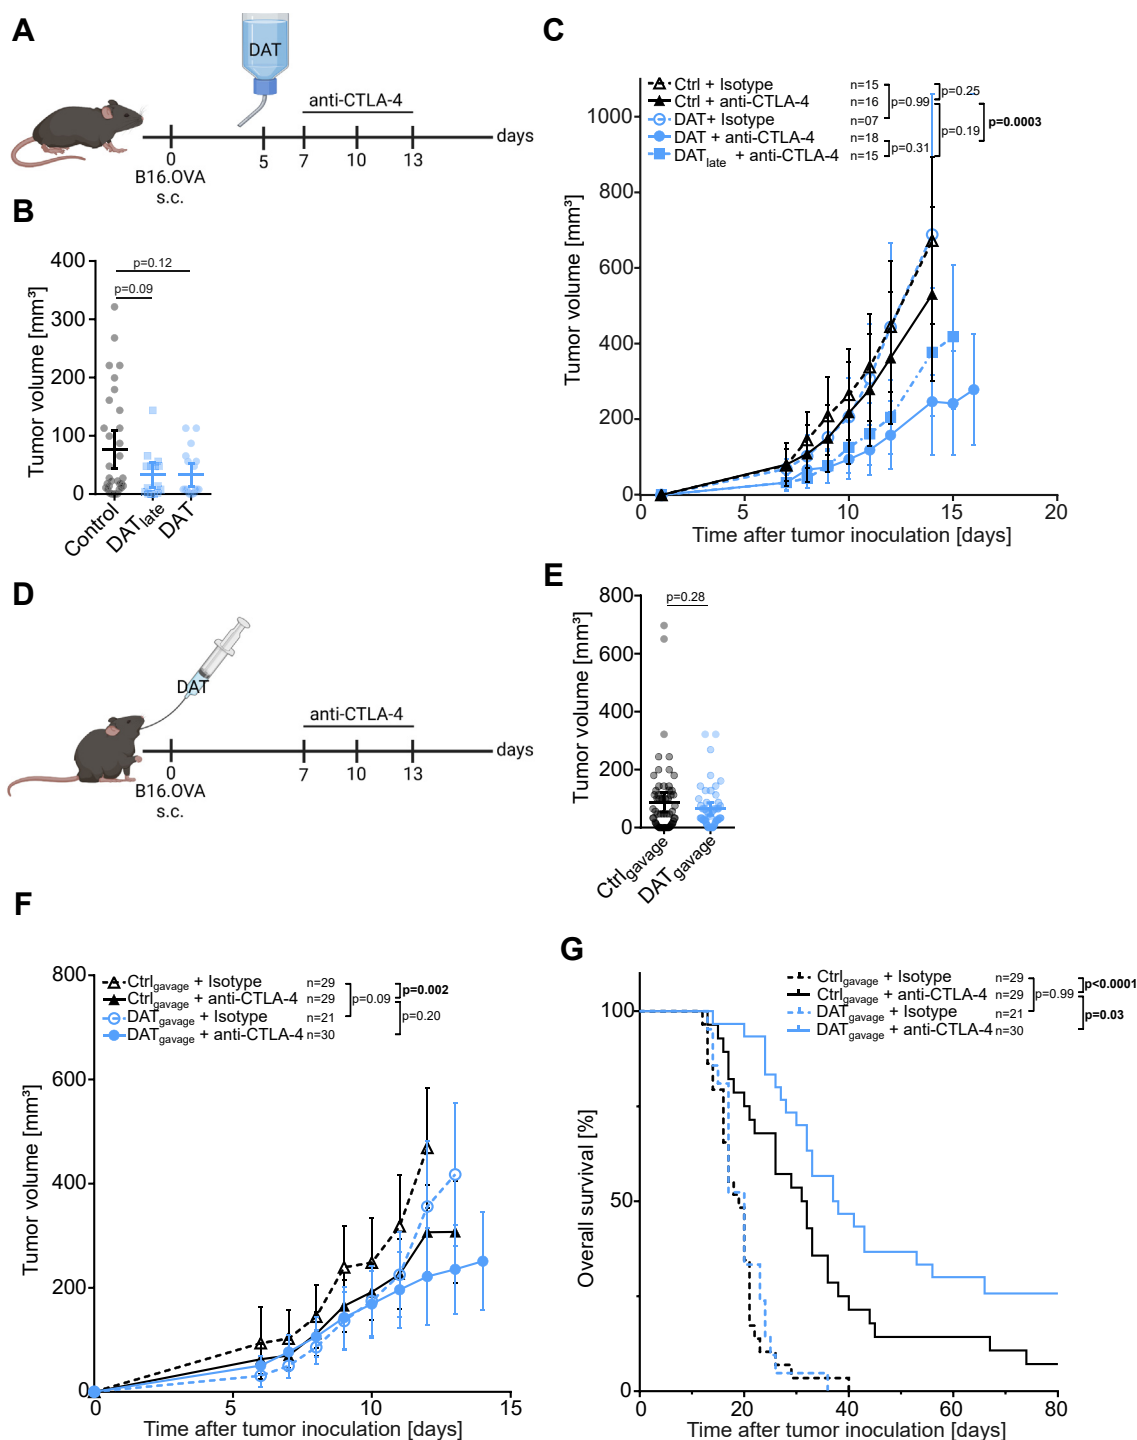 A
DAT
anti-CTLA-4
days
0
5
7
10
13
B16.OVA
s.c.
B
Tumor volume [mm³]
400
300
200
100
0
p=0.12
p=0.09
Control
DATlate
DAT
C
Ctrl + Isotype n=15
Ctrl + anti-CTLA-4 n=16
DAT+ Isotype n=07
DAT + anti-CTLA-4 n=18
DATlate + anti-CTLA-4 n=15
p=0.99
p=0.31
p=0.25
p=0.19
p=0.0003
Tumor volume [mm³]
1000
800
600
400
200
0
0 5 10 15 20
Time after tumor inoculation [days]
D
DAT
anti-CTLA-4
days
0
7
10
13
B16.OVA
s.c.
E
Tumor volume [mm³]
800
600
400
200
0
p=0.28
Ctrlgavage
DATgavage
F
Ctrlgavage + Isotype n=29
Ctrlgavage + anti-CTLA-4 n=29
DATgavage + Isotype n=21
DATgavage + anti-CTLA-4 n=30
p=0.09
p=0.002
p=0.20
Tumor volume [mm³]
800
600
400
200
0
0 5 10 15
Time after tumor inoculation [days]
G
Ctrlgavage + Isotype n=29
Ctrlgavage + anti-CTLA-4 n=29
DATgavage + Isotype n=21
DATgavage + anti-CTLA-4 n=30
p=0.99
p<0.0001
p=0.03
Overall survival [%]
100
50
0
0 20 40 60 80
Time after tumor inoculation [days]